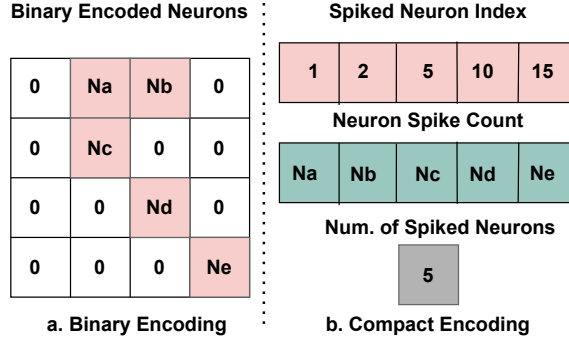 Binary Encoded Neurons
0 Na Nb 0
0 Nc 0 0
0 0 Nd 0
0 0 0 Ne
a. Binary Encoding
Spiked Neuron Index
1 2 5 10 15
Neuron Spike Count
Na Nb Nc Nd Ne
Num. of Spiked Neurons
5
b. Compact Encoding